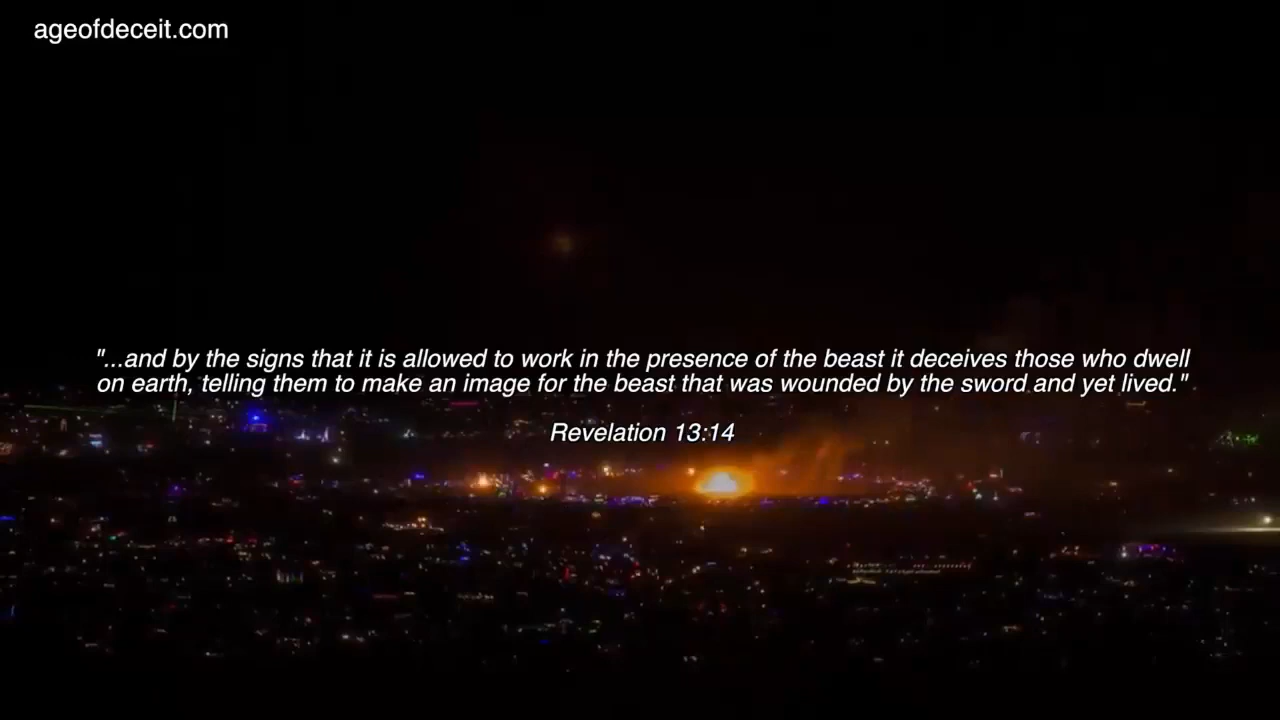 ageofdeceit.com
"...and by the signs that it is allowed to work in the presence of the beast it deceives those who dwell
on earth, telling them to make an image for the beast that was wounded by the sword and yet lived."
Revelation 13:14